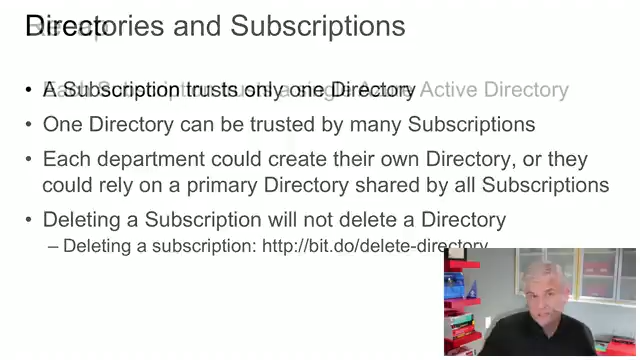 Directories and Subscriptions
• A Subscription trusts only one Directory
• One Directory can be trusted by many Subscriptions
• Each department could create their own Directory, or they
could rely on a primary Directory shared by all Subscriptions
• Deleting a Subscription will not delete a Directory
– Deleting a subscription: http://bit.do/delete-directory